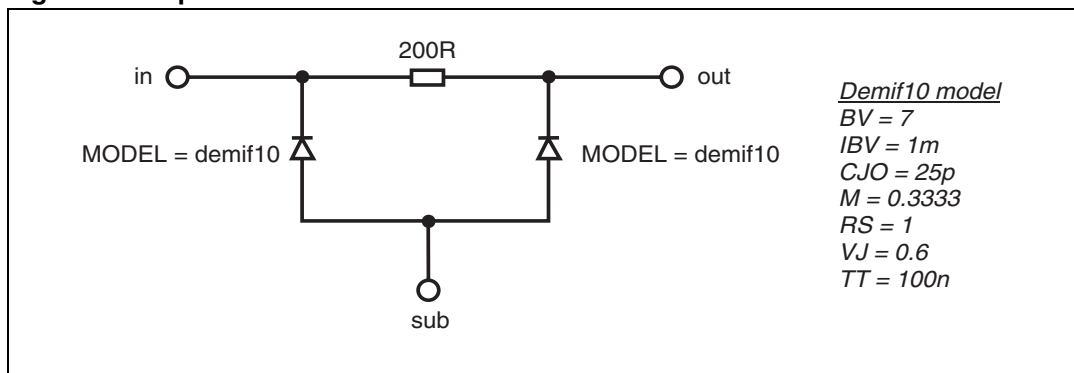 200R
in
out
MODEL = demif10
MODEL = demif10
sub
Demif10 model
BV = 7
IBV = 1m
CJO = 25p
M = 0.3333
RS = 1
VJ = 0.6
TT = 100n